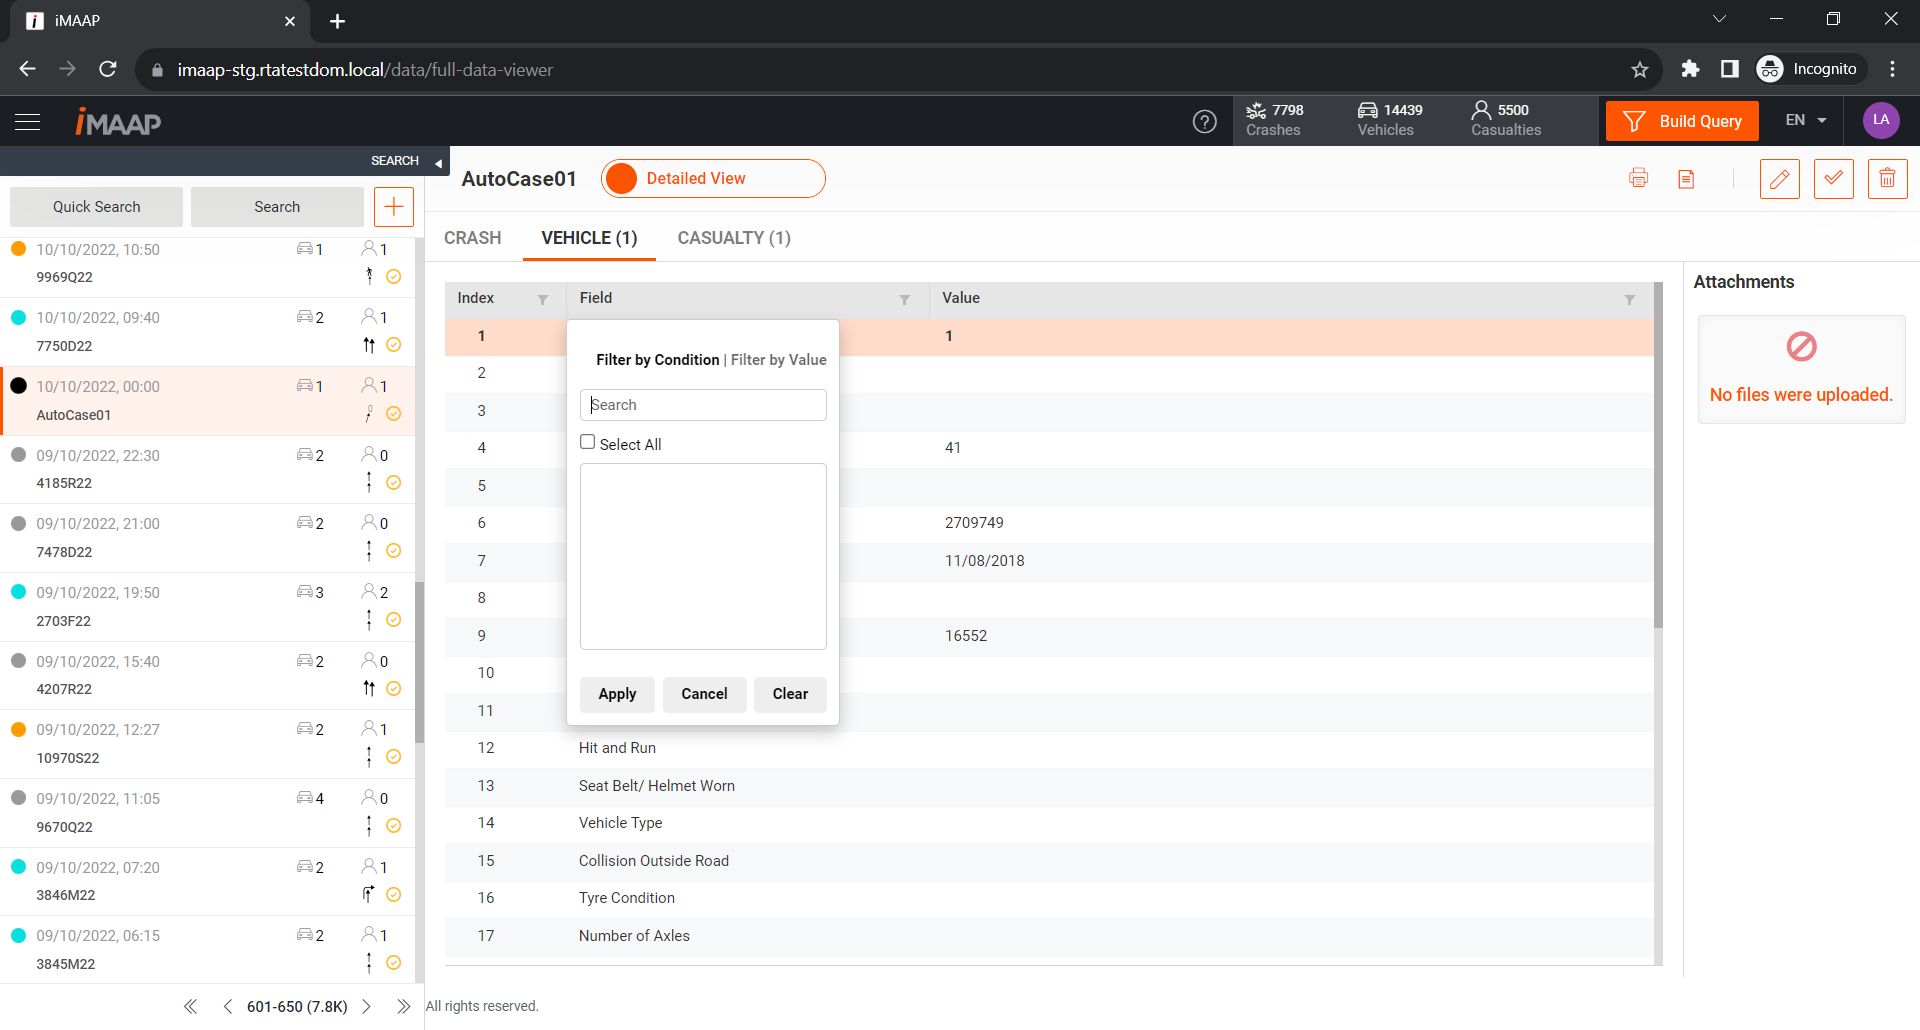 iMAAP
imaap-stg.rtatestdom.local/data/full-data-viewer
Incognito
iMAAP
7798
Crashes
14439
Vehicles
5500
Casualties
Build Query
EN
LA
SEARCH
Quick Search
Search
10/10/2022, 10:50 1 1
9969Q22
10/10/2022, 09:40 2 1
7750D22
10/10/2022, 00:00 1 1
AutoCase01
09/10/2022, 22:30 2 0
4185R22
09/10/2022, 21:00 2 0
7478D22
09/10/2022, 19:50 3 2
2703F22
09/10/2022, 15:40 2 0
4207R22
09/10/2022, 12:27 2 1
10970S22
09/10/2022, 11:05 4 0
9670Q22
09/10/2022, 07:20 2 1
3846M22
09/10/2022, 06:15 2 1
3845M22
601-650 (7.8K)
AutoCase01
Detailed View
CRASH VEHICLE (1) CASUALTY (1)
Index Field Value
1 1
2
3
4 41
5
6 2709749
7 11/08/2018
8
9 16552
10
11
12 Hit and Run
13 Seat Belt/ Helmet Worn
14 Vehicle Type
15 Collision Outside Road
16 Tyre Condition
17 Number of Axles
Filter by Condition | Filter by Value
Search
Select All
Apply Cancel Clear
Attachments
No files were uploaded.
All rights reserved.